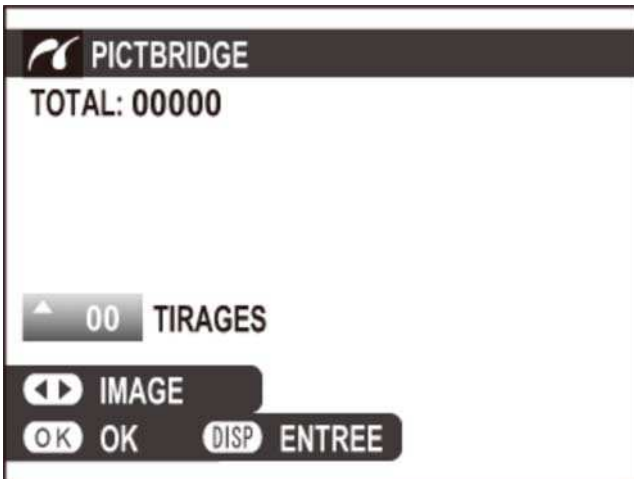 PICTBRIDGE
TOTAL: 00000
00 TIRAGES
IMAGE
OK OK DISP ENTREE